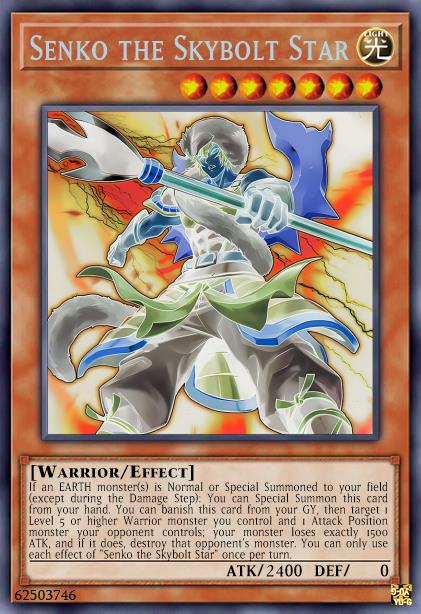 Senko the Skybolt Star
LIGHT
光
[Warrior/Effect]
If an EARTH monster(s) is Normal or Special Summoned to your field
(except during the Damage Step): You can Special Summon this card
from your hand. You can banish this card from your GY, then target 1
Level 5 or higher Warrior monster you control and 1 Attack Position
monster your opponent controls; your monster loses exactly 1500
ATK, and if it does, destroy that opponent's monster. You can only use
each effect of "Senko the Skybolt Star" once per turn.
ATK/2400 DEF/ 0
62503746